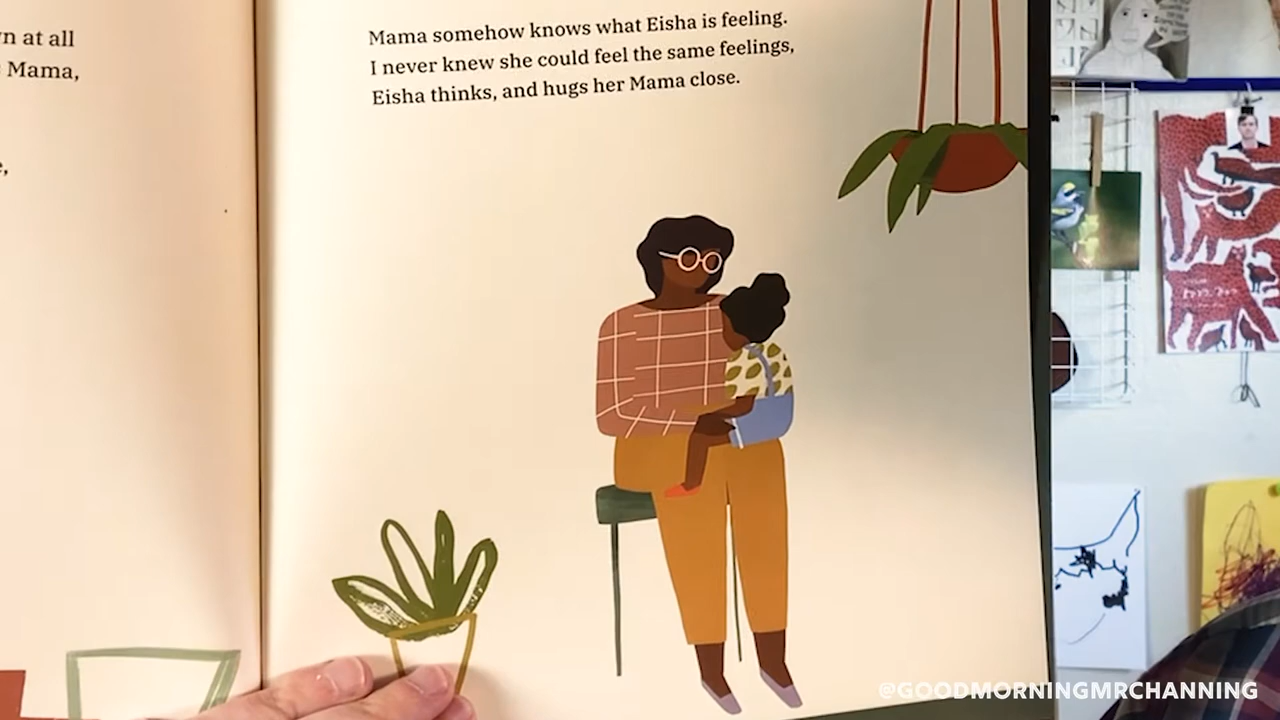 n at all
Mama,
Mama somehow knows what Eisha is feeling.
I never knew she could feel the same feelings,
Eisha thinks, and hugs her Mama close.
@GOODMORNINGMRCHANNING